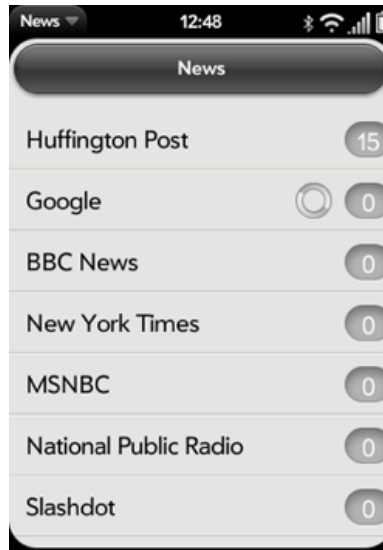 News 12:48
News
Huffington Post 15
Google 0
BBC News 0
New York Times 0
MSNBC 0
National Public Radio 0
Slashdot 0